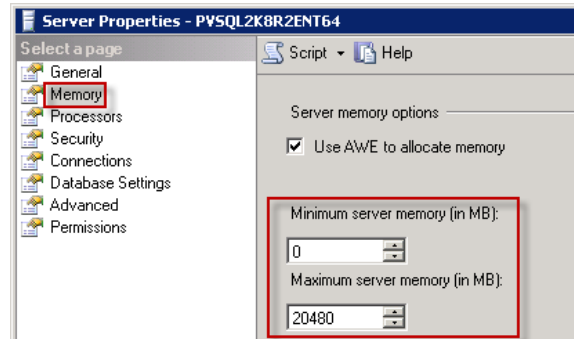 Server Properties - PVSQL2K8R2ENT64
Select a page
General
Memory
Processors
Security
Connections
Database Settings
Advanced
Permissions
Script Help
Server memory options
Use AWE to allocate memory
Minimum server memory (in MB):
0
Maximum server memory (in MB):
20480